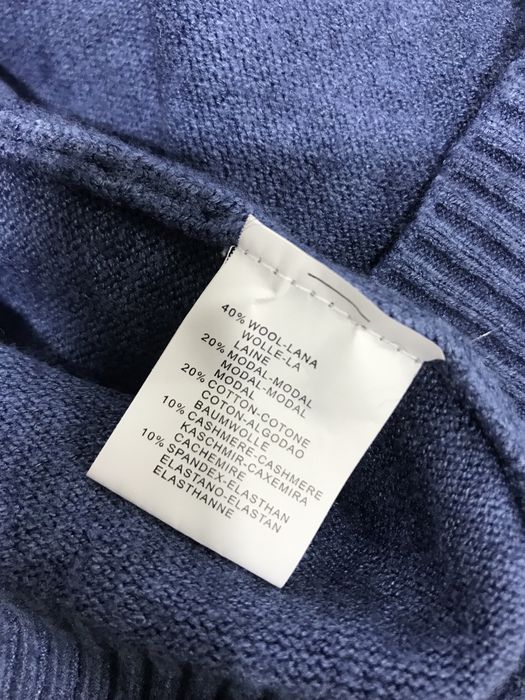 40% WOOL-LANA
WOLLE-LA
LAINE
20% MODAL-MODAL
MODAL-MODAL
MODAL
20% COTTON-COTONE
COTON-ALGODAO
BAUMWOLLE
10% CASHMERE-CASHMERE
KASCHMIR-CAXEMIRA
CACHEMIRE
10% SPANDEX-ELASTHAN
ELASTANO-ELASTAN
ELASTHANNE